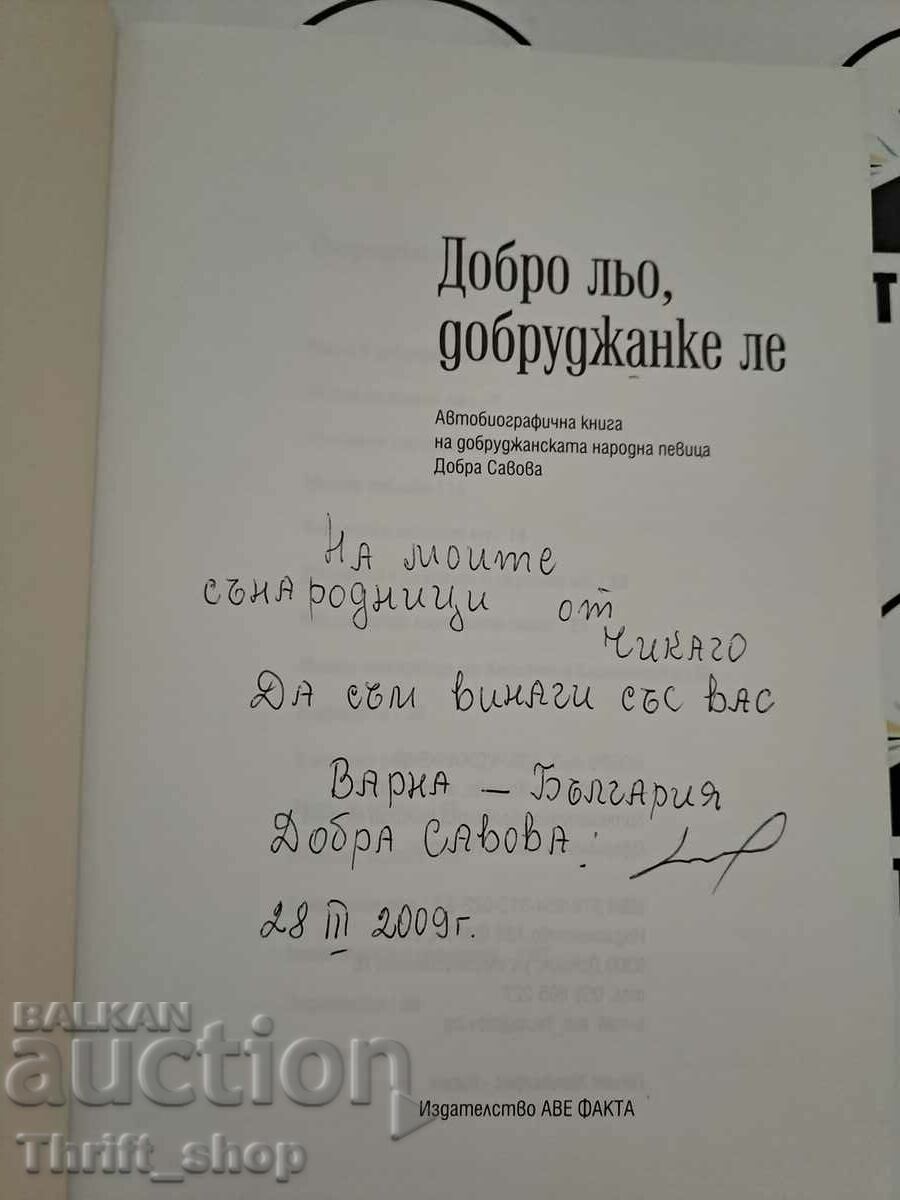 Добро льо,
добруджанке ле
Автобиографична книга
на добруджанската народна певица
Добра Савова
На моите
сънародници от
Чикаго
Да съм винаги със вас
Варна – България
Добра Савова:
28 III 2009г.
Издателство АВЕ ФАКТА
BALKAN
auction
Thrift_shop